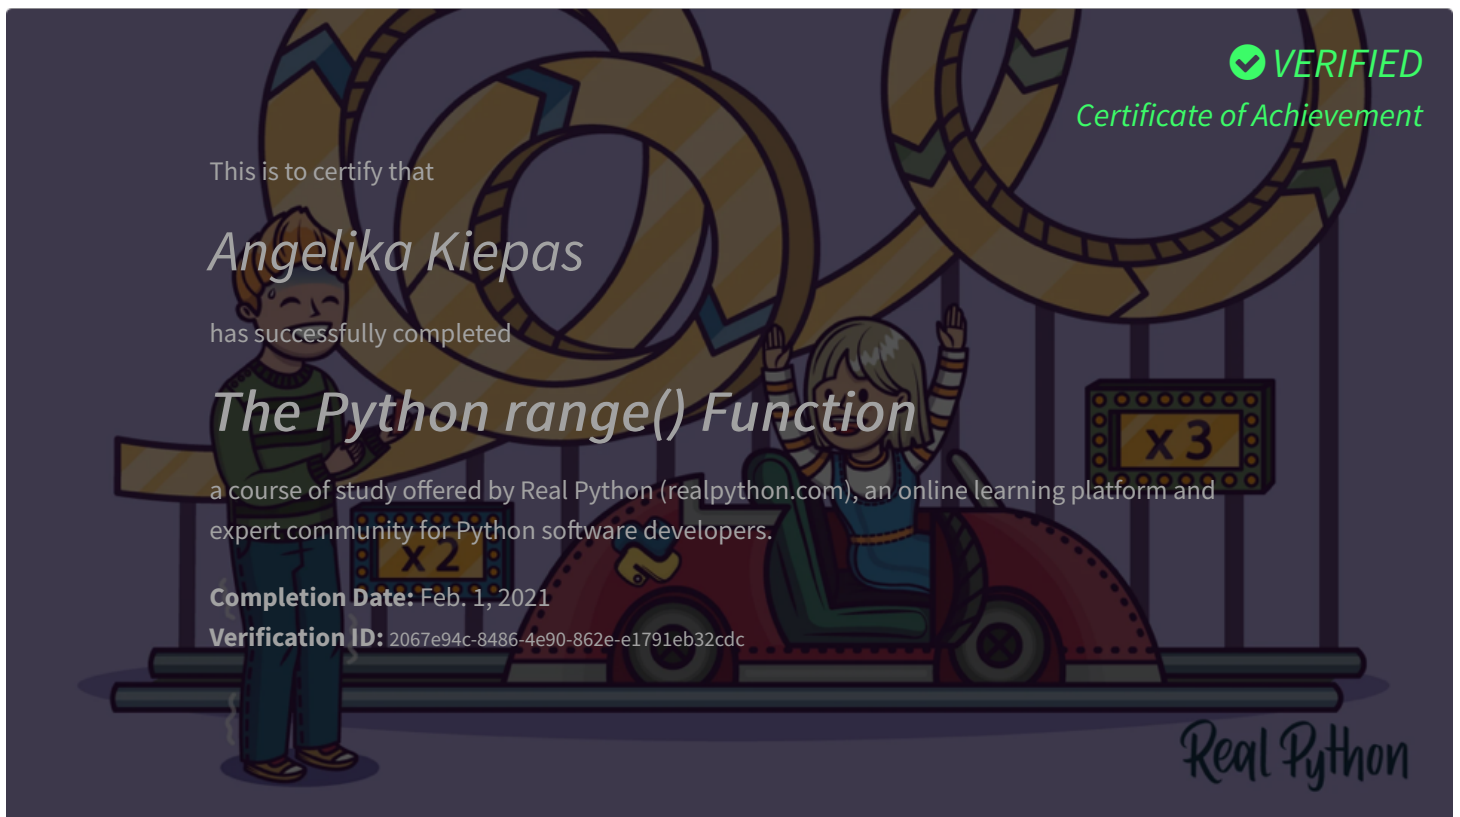 VERIFIED
Certificate of Achievement
This is to certify that
Angelika Kiepas
has successfully completed
The Python range() Function
a course of study offered by Real Python (realpython.com), an online learning platform and
expert community for Python software developers.
Completion Date: Feb. 1, 2021
Verification ID: 2067e94c-8486-4e90-862e-e1791eb32cdc
x 3
x 2
Real Python